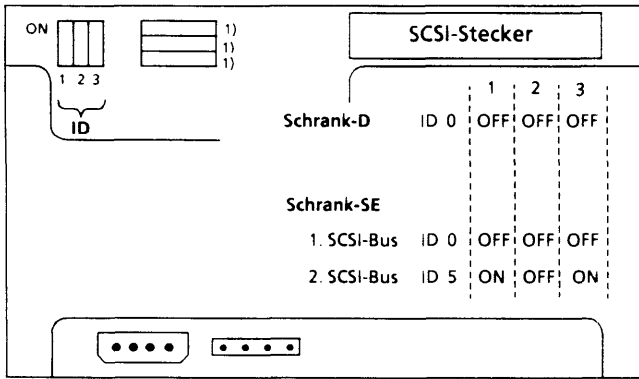 ON
1)
1)
1)
SCSI-Stecker
1 2 3
ID
1 2 3
Schrank-D ID 0 OFF OFF OFF
Schrank-SE
1. SCSI-Bus ID 0 OFF OFF OFF
2. SCSI-Bus ID 5 ON OFF ON